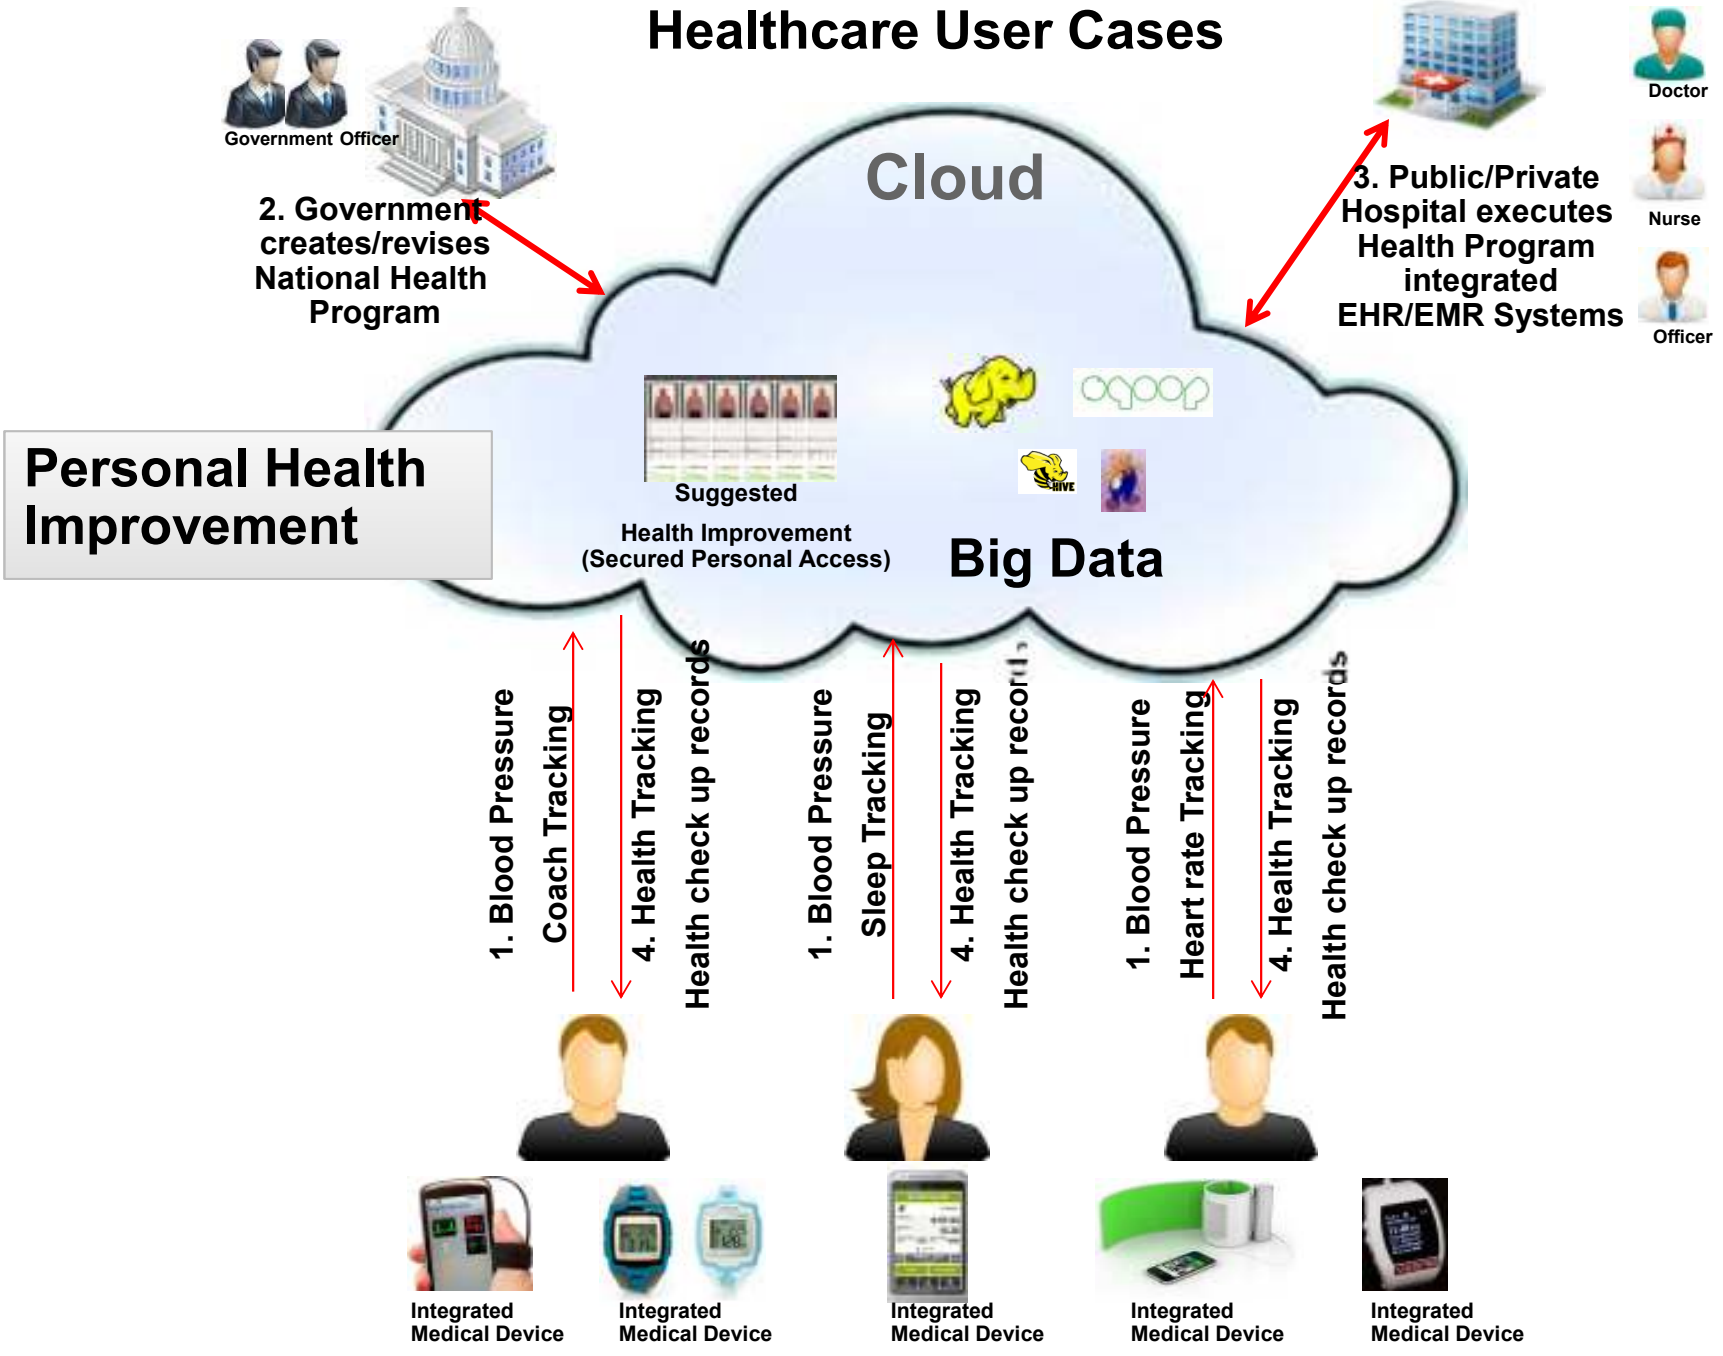 Healthcare User Cases
Government Officer
Doctor
Nurse
Officer
Cloud
2. Government
creates/revises
National Health
Program
3. Public/Private
Hospital executes
Health Program
integrated
EHR/EMR Systems
Personal Health
Improvement
Suggested
Health Improvement
(Secured Personal Access)
sqoop
HIVE
Big Data
1. Blood Pressure
Coach Tracking
4. Health Tracking
Health check up records
1. Blood Pressure
Sleep Tracking
4. Health Tracking
Health check up records
1. Blood Pressure
Heart rate Tracking
4. Health Tracking
Health check up records
Integrated
Medical Device
Integrated
Medical Device
Integrated
Medical Device
Integrated
Medical Device
Integrated
Medical Device